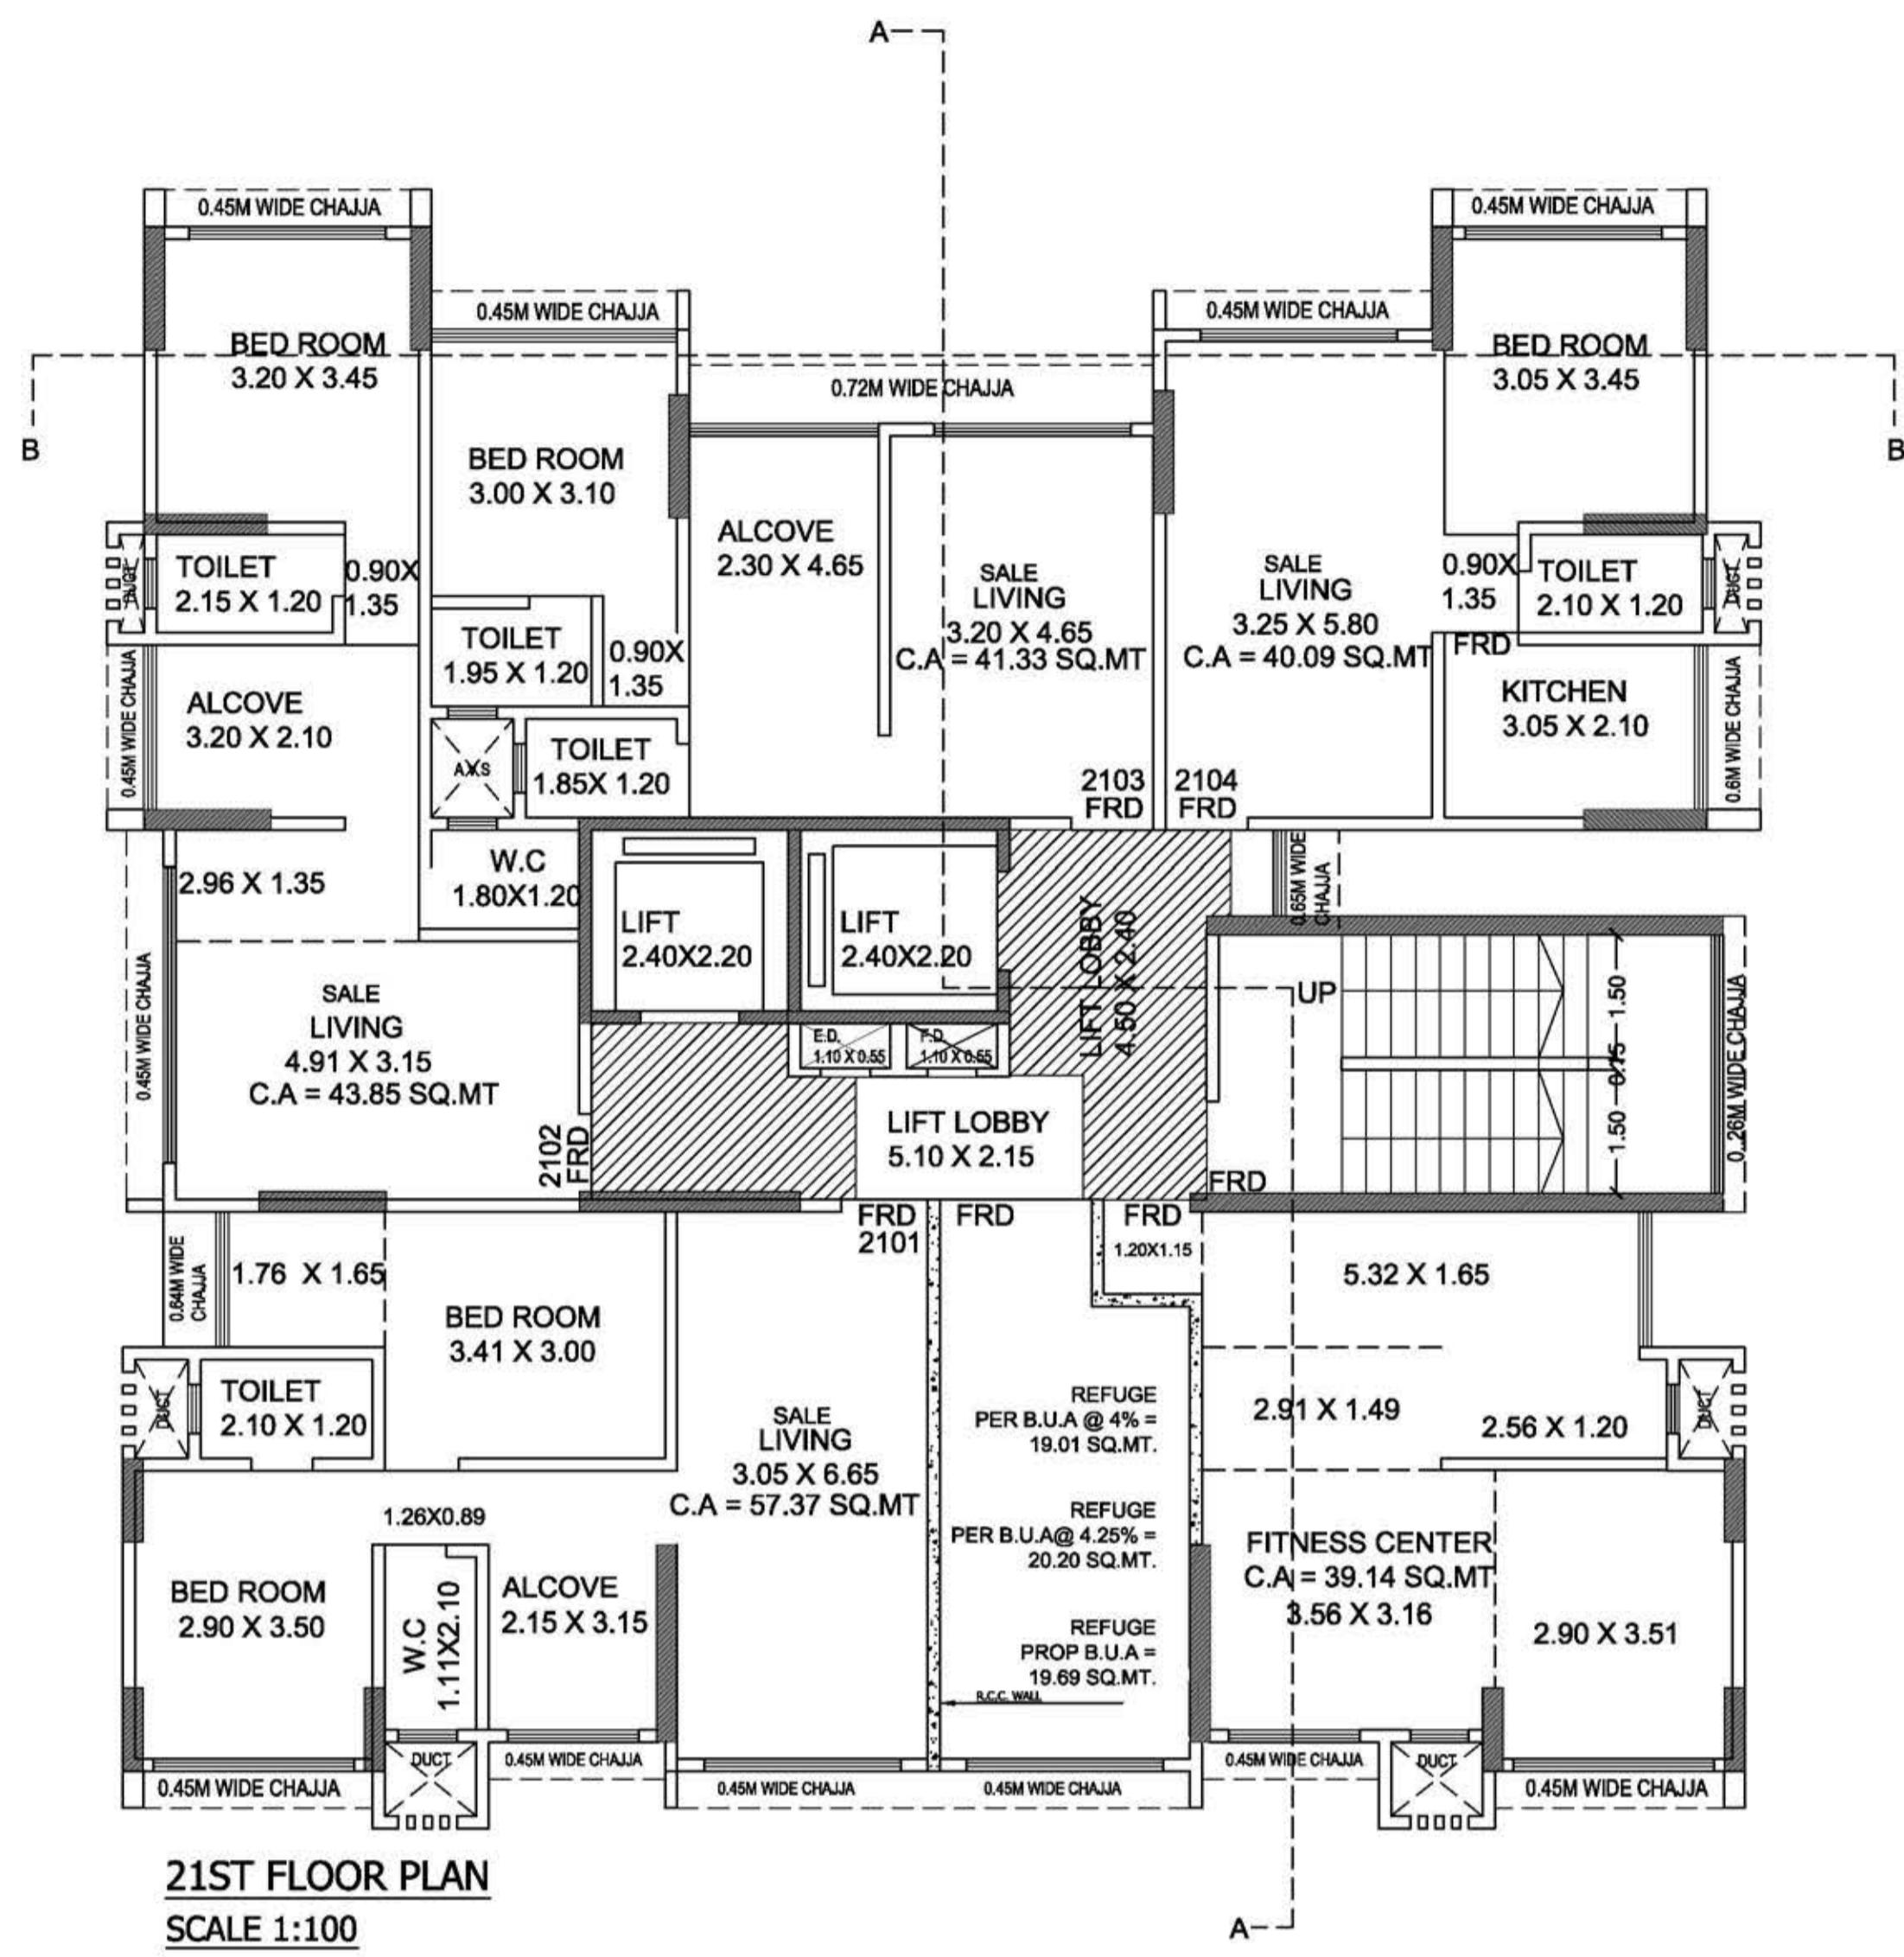 A
0.45M WIDE CHAJJA
0.45M WIDE CHAJJA
0.45M WIDE CHAJJA
0.45M WIDE CHAJJA
BED ROOM
3.20 X 3.45
BED ROOM
3.05 X 3.45
0.72M WIDE CHAJJA
B
B
BED ROOM
3.00 X 3.10
ALCOVE
2.30 X 4.65
SALE
LIVING
3.20 X 4.65
C.A = 41.33 SQ.MT
SALE
LIVING
3.25 X 5.80
C.A = 40.09 SQ.MT
DUCT
TOILET
2.15 X 1.20
0.90X
1.35
0.90X
1.35
TOILET
2.10 X 1.20
DUCT
FRD
TOILET
1.95 X 1.20
0.90X
1.35
0.45M WIDE CHAJJA
ALCOVE
3.20 X 2.10
KITCHEN
3.05 X 2.10
0.6M WIDE CHAJJA
A.V.S
TOILET
1.85X 1.20
2103
FRD
2104
FRD
2.96 X 1.35
W.C
1.80X1.20
LIFT
2.40X2.20
LIFT
2.40X2.20
LIFT LOBBY
4.50 X 2.40
0.65M WIDE
CHAJJA
0.45M WIDE CHAJJA
SALE
LIVING
4.91 X 3.15
C.A = 43.85 SQ.MT
UP
1.50
0.15
1.50
0.26M WIDE CHAJJA
E.D.
1.10 X 0.55
F.D.
1.10 X 0.55
LIFT LOBBY
5.10 X 2.15
2102
FRD
FRD
FRD
2101
FRD
FRD
1.20X1.15
0.64M WIDE
CHAJJA
1.76 X 1.65
5.32 X 1.65
BED ROOM
3.41 X 3.00
DUCT
TOILET
2.10 X 1.20
SALE
LIVING
3.05 X 6.65
C.A = 57.37 SQ.MT
REFUGE
PER B.U.A @ 4% =
19.01 SQ.MT.
2.91 X 1.49
2.56 X 1.20
DUCT
1.26X0.89
REFUGE
PER B.U.A@ 4.25% =
20.20 SQ.MT.
FITNESS CENTER
C.A = 39.14 SQ.MT
3.56 X 3.16
BED ROOM
2.90 X 3.50
W.C
1.11X2.10
ALCOVE
2.15 X 3.15
REFUGE
PROP B.U.A =
19.69 SQ.MT.
2.90 X 3.51
R.C.C. WALL
0.45M WIDE CHAJJA
DUCT
0.45M WIDE CHAJJA
0.45M WIDE CHAJJA
0.45M WIDE CHAJJA
0.45M WIDE CHAJJA
DUCT
0.45M WIDE CHAJJA
21ST FLOOR PLAN
SCALE 1:100
A